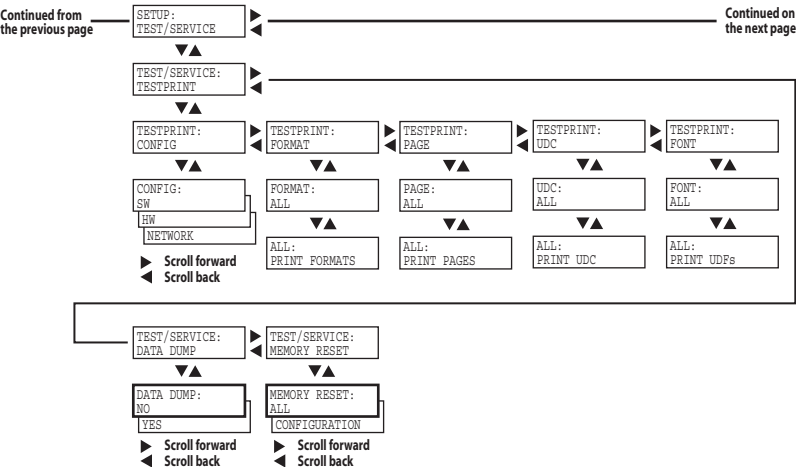 Continued from
the previous page
SETUP:
TEST/SERVICE
Continued on
the next page
TEST/SERVICE:
TESTPRINT
TESTPRINT:
CONFIG
TESTPRINT:
FORMAT
TESTPRINT:
PAGE
TESTPRINT:
UDC
TESTPRINT:
FONT
CONFIG:
SW
HW
NETWORK
FORMAT:
ALL
PAGE:
ALL
UDC:
ALL
FONT:
ALL
ALL:
PRINT FORMATS
ALL:
PRINT PAGES
ALL:
PRINT UDC
ALL:
PRINT UDFs
Scroll forward
Scroll back
TEST/SERVICE:
DATA DUMP
TEST/SERVICE:
MEMORY RESET
DATA DUMP:
NO
YES
MEMORY RESET:
ALL
CONFIGURATION
Scroll forward
Scroll back
Scroll forward
Scroll back